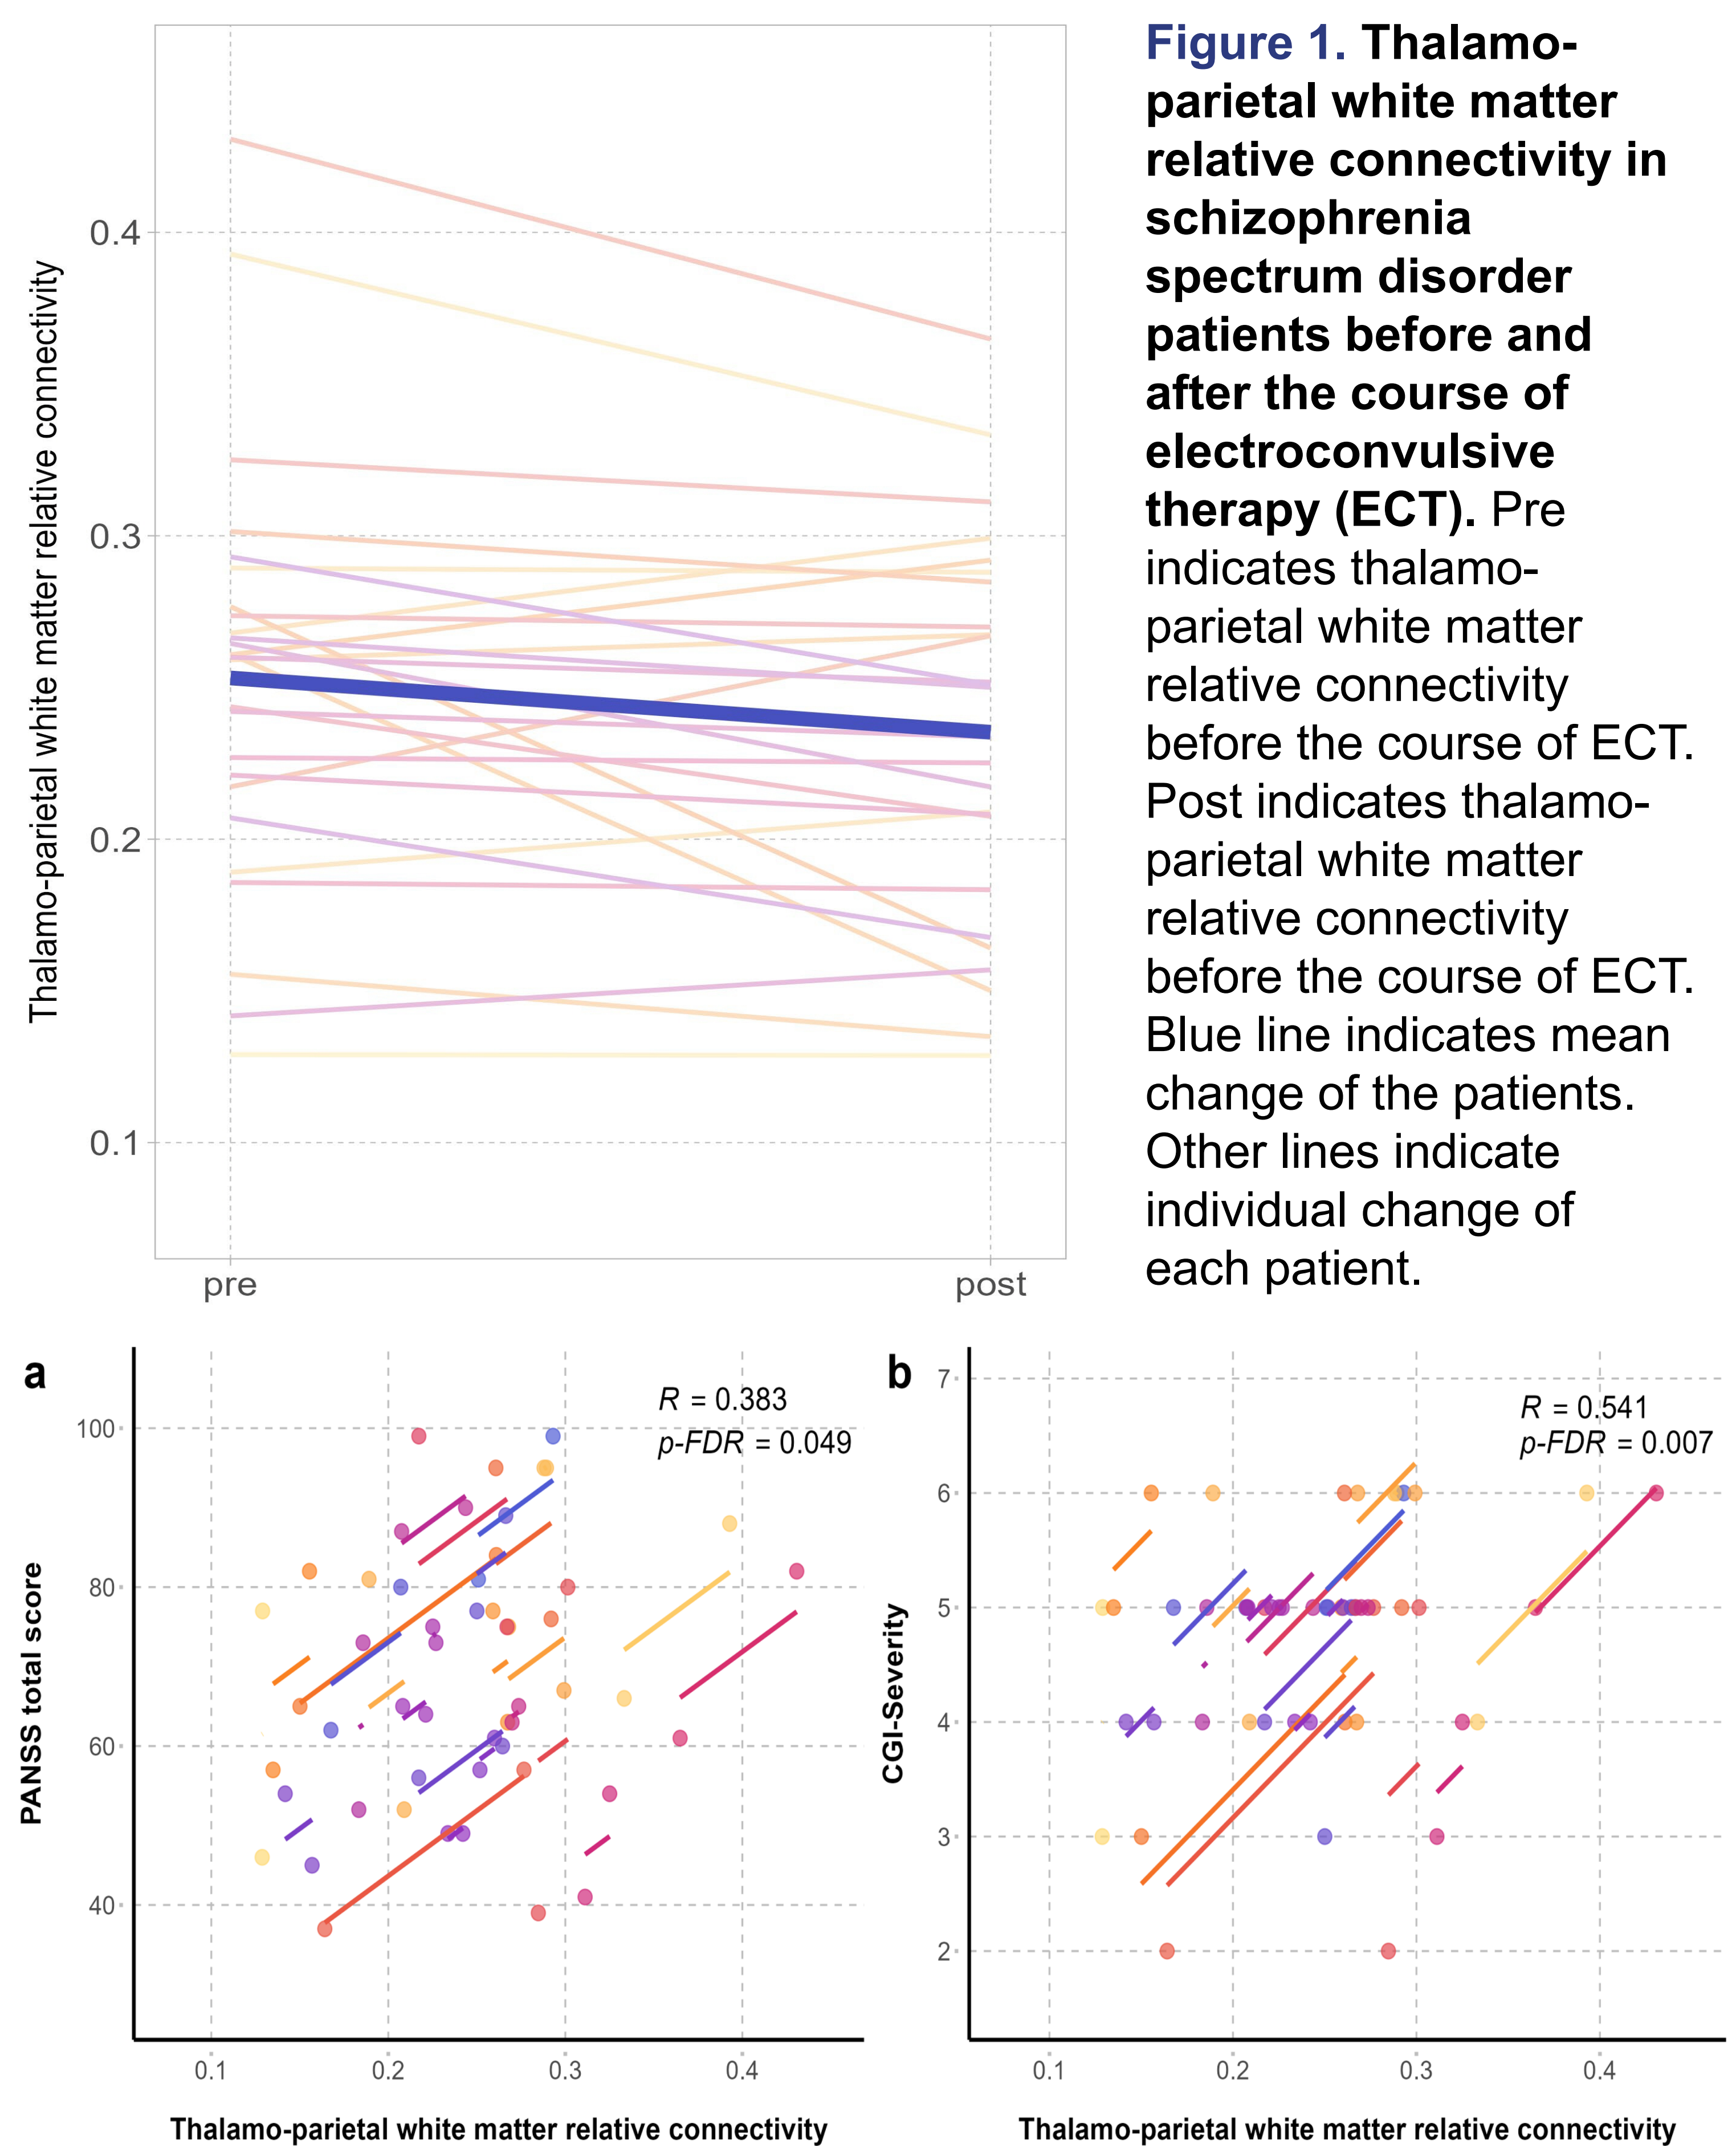 Figure 1. Thalamo-
parietal white matter
relative connectivity in
schizophrenia
spectrum disorder
patients before and
after the course of
electroconvulsive
therapy (ECT). Pre
indicates thalamo-
parietal white matter
relative connectivity
before the course of ECT.
Post indicates thalamo-
parietal white matter
relative connectivity
before the course of ECT.
Blue line indicates mean
change of the patients.
Other lines indicate
individual change of
each patient.
Thalamo-parietal white matter relative connectivity
0.4
0.3
0.2
0.1
pre
post
a
R = 0.383
p-FDR = 0.049
PANSS total score
100
80
60
40
0.1
0.2
0.3
0.4
Thalamo-parietal white matter relative connectivity
b
R = 0.541
p-FDR = 0.007
CGI-Severity
7
6
5
4
3
2
0.1
0.2
0.3
0.4
Thalamo-parietal white matter relative connectivity